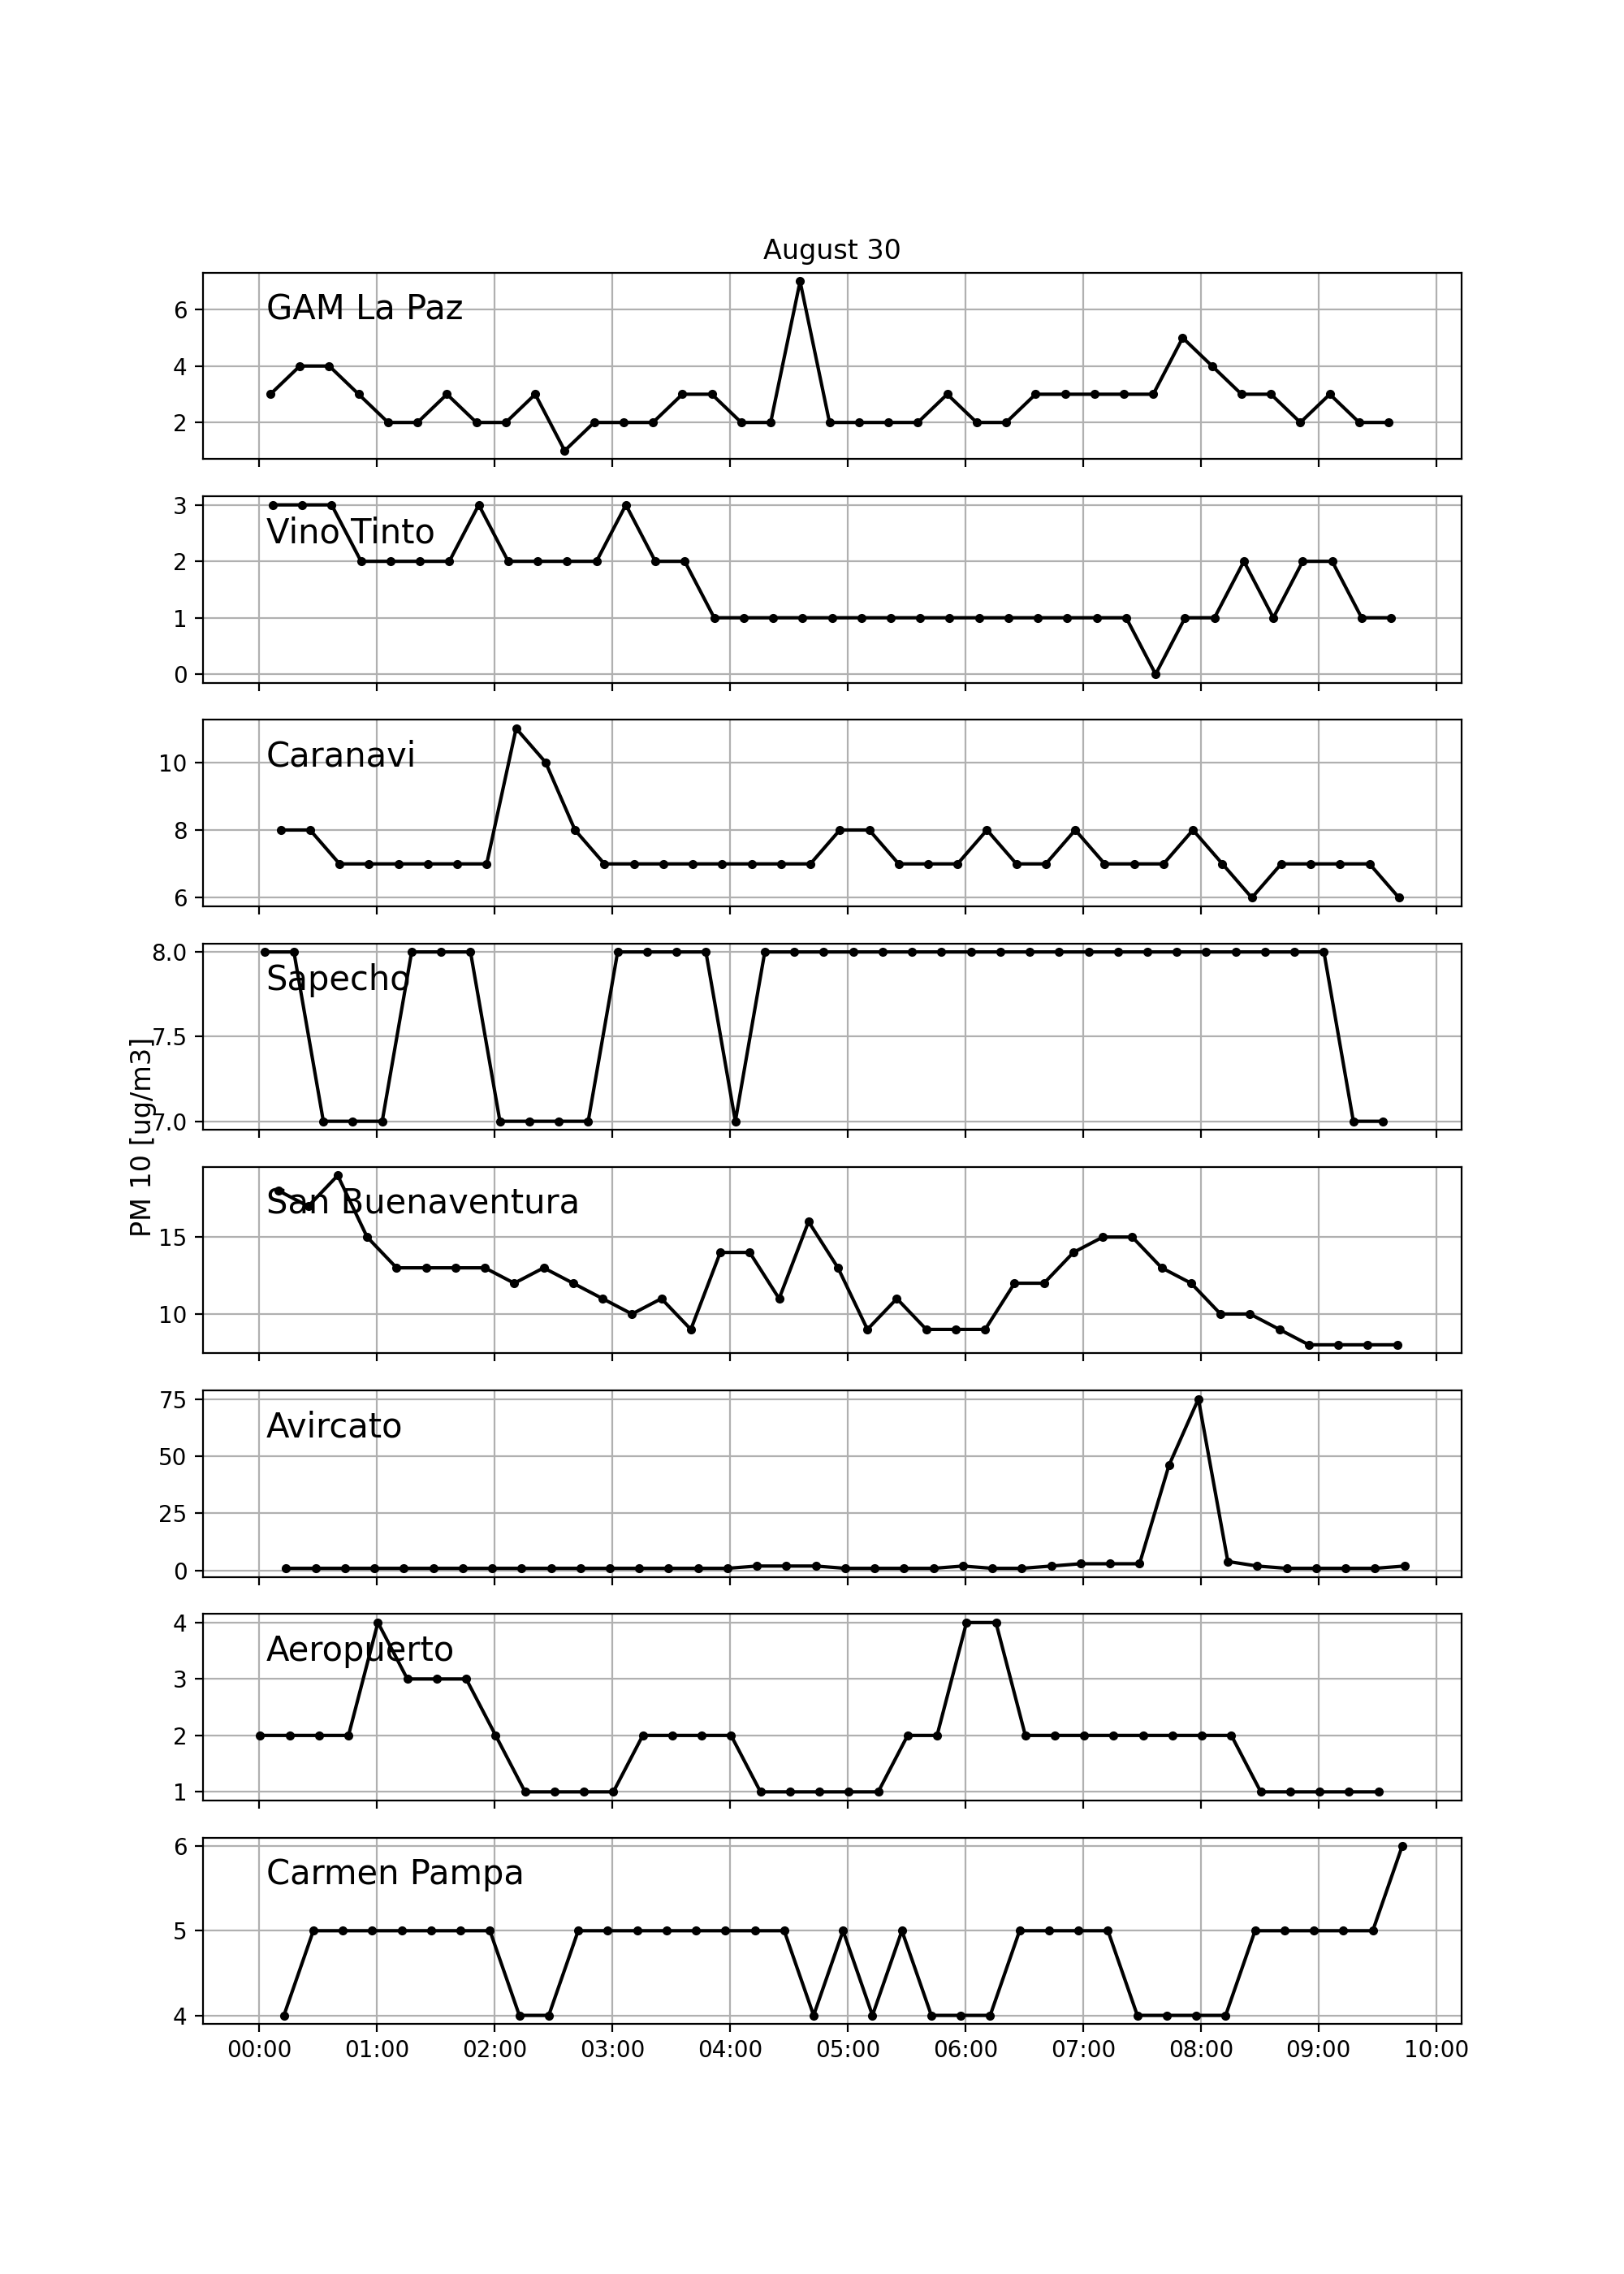 August 30
GAM La Paz
6
4
2
Vino Tinto
3
2
1
0
Caranavi
10
8
6
Sapecho
8.0
7.5
7.0
PM 10 [ug/m3]
San Buenaventura
15
10
Avircato
75
50
25
0
Aeropuerto
4
3
2
1
Carmen Pampa
6
5
4
00:00 01:00 02:00 03:00 04:00 05:00 06:00 07:00 08:00 09:00 10:00